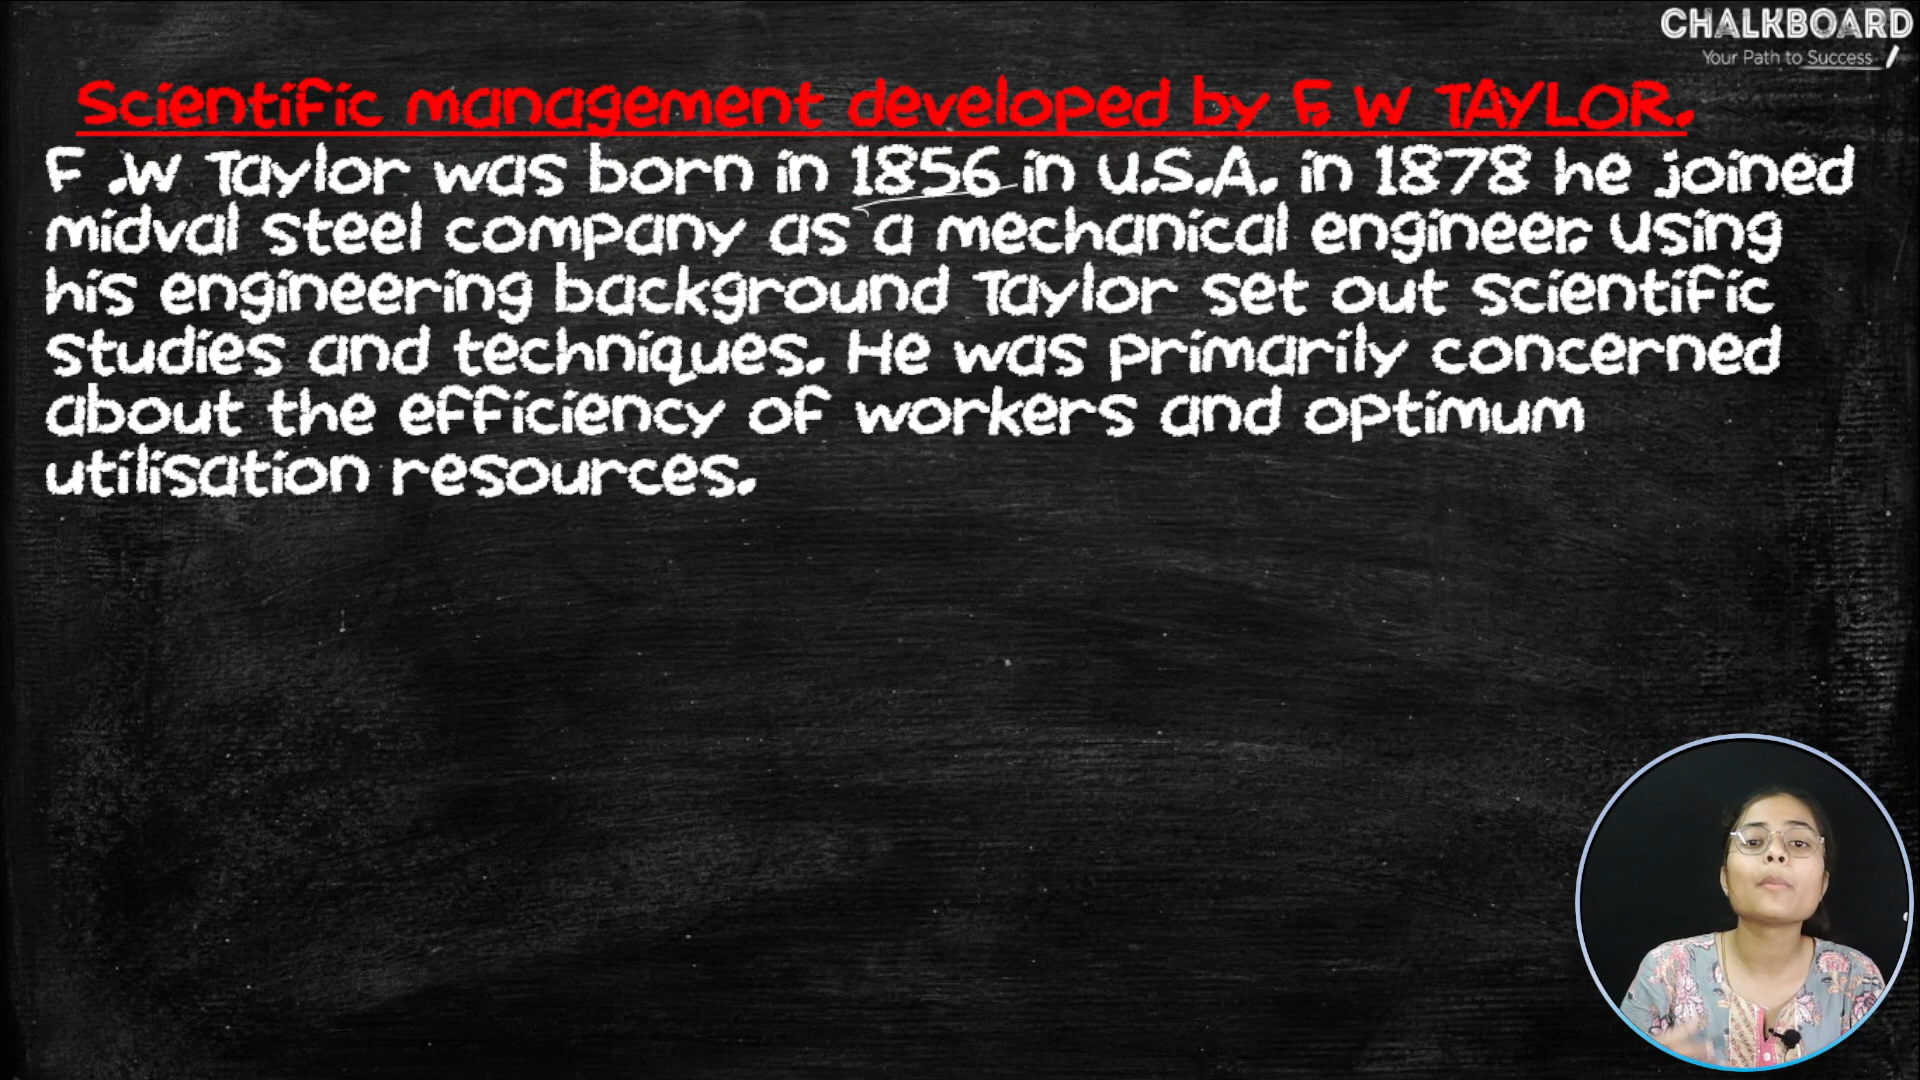 CHALKBOARD
Your Path to Success
Scientific management developed by F. W TAYLOR.
F .W Taylor was born in 1856 in U.S.A. in 1878 he joined
midval steel company as a mechanical engineer. Using
his engineering background Taylor set out scientific
studies and techniques. He was primarily concerned
about the efficiency of workers and optimum
utilisation resources.